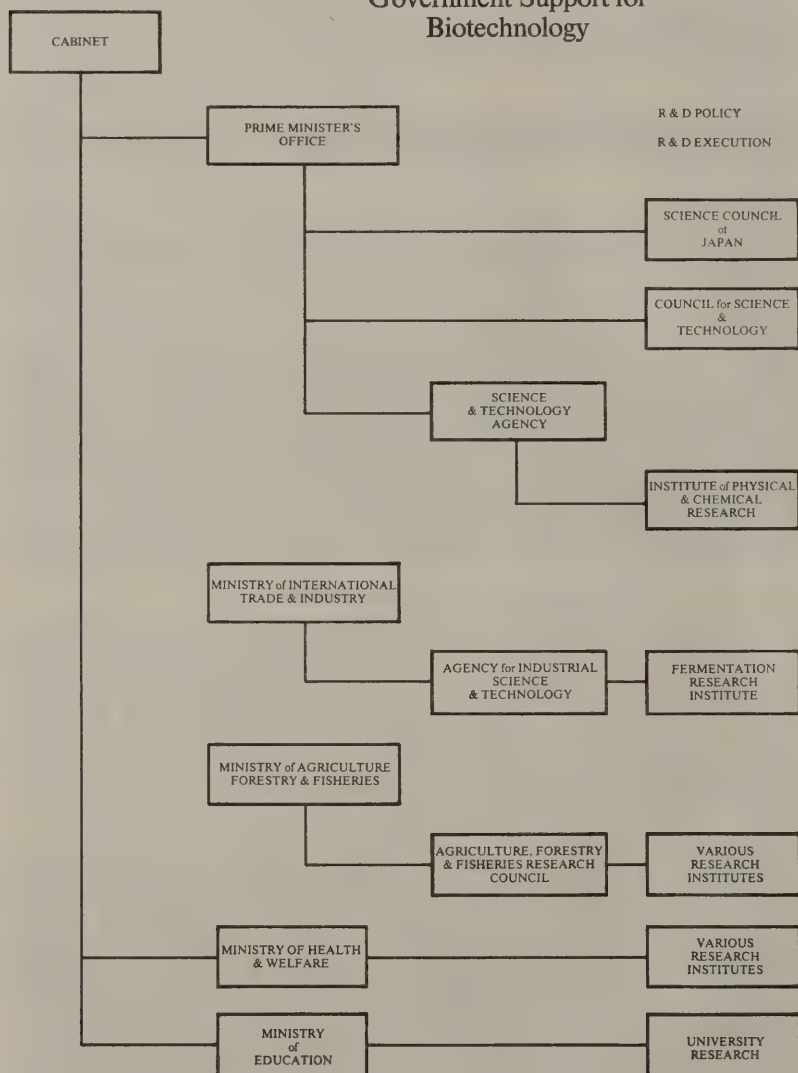 Government Support for
Biotechnology
CABINET
PRIME MINISTER'S
OFFICE
R & D POLICY
R & D EXECUTION
SCIENCE COUNCIL
of
JAPAN
COUNCIL for SCIENCE
&
TECHNOLOGY
SCIENCE
& TECHNOLOGY
AGENCY
INSTITUTE of PHYSICAL
& CHEMICAL
RESEARCH
MINISTRY of INTERNATIONAL
TRADE & INDUSTRY
AGENCY for INDUSTRIAL
SCIENCE
& TECHNOLOGY
FERMENTATION
RESEARCH
INSTITUTE
MINISTRY of AGRICULTURE
FORESTRY & FISHERIES
AGRICULTURE, FORESTRY
& FISHERIES RESEARCH
COUNCIL
VARIOUS
RESEARCH
INSTITUTES
MINISTRY OF HEALTH
& WELFARE
VARIOUS
RESEARCH
INSTITUTES
MINISTRY
of
EDUCATION
UNIVERSITY
RESEARCH